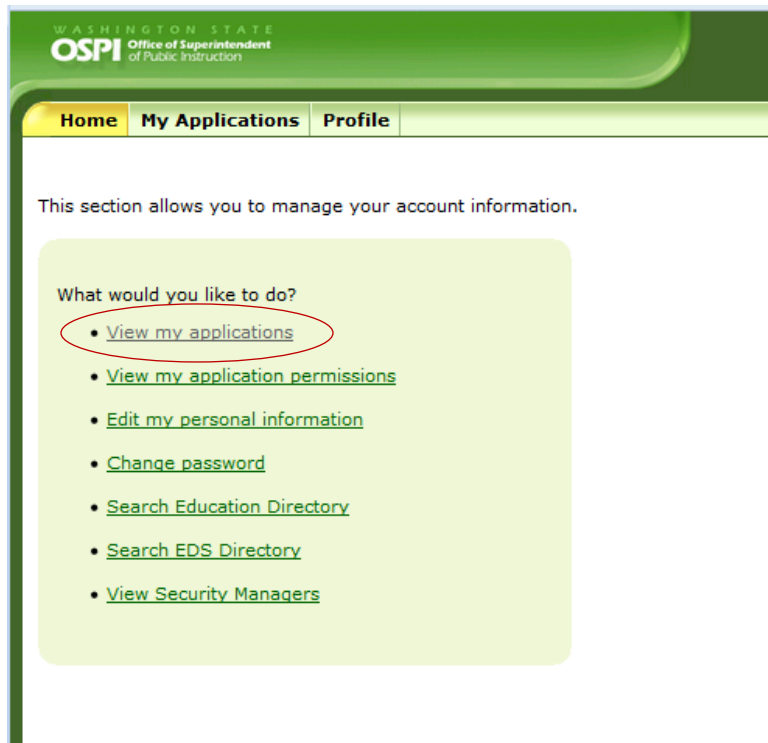 WASHINGTON STATE
OSPI Office of Superintendent
of Public Instruction
Home My Applications Profile
This section allows you to manage your account information.
What would you like to do?
• View my applications
• View my application permissions
• Edit my personal information
• Change password
• Search Education Directory
• Search EDS Directory
• View Security Managers